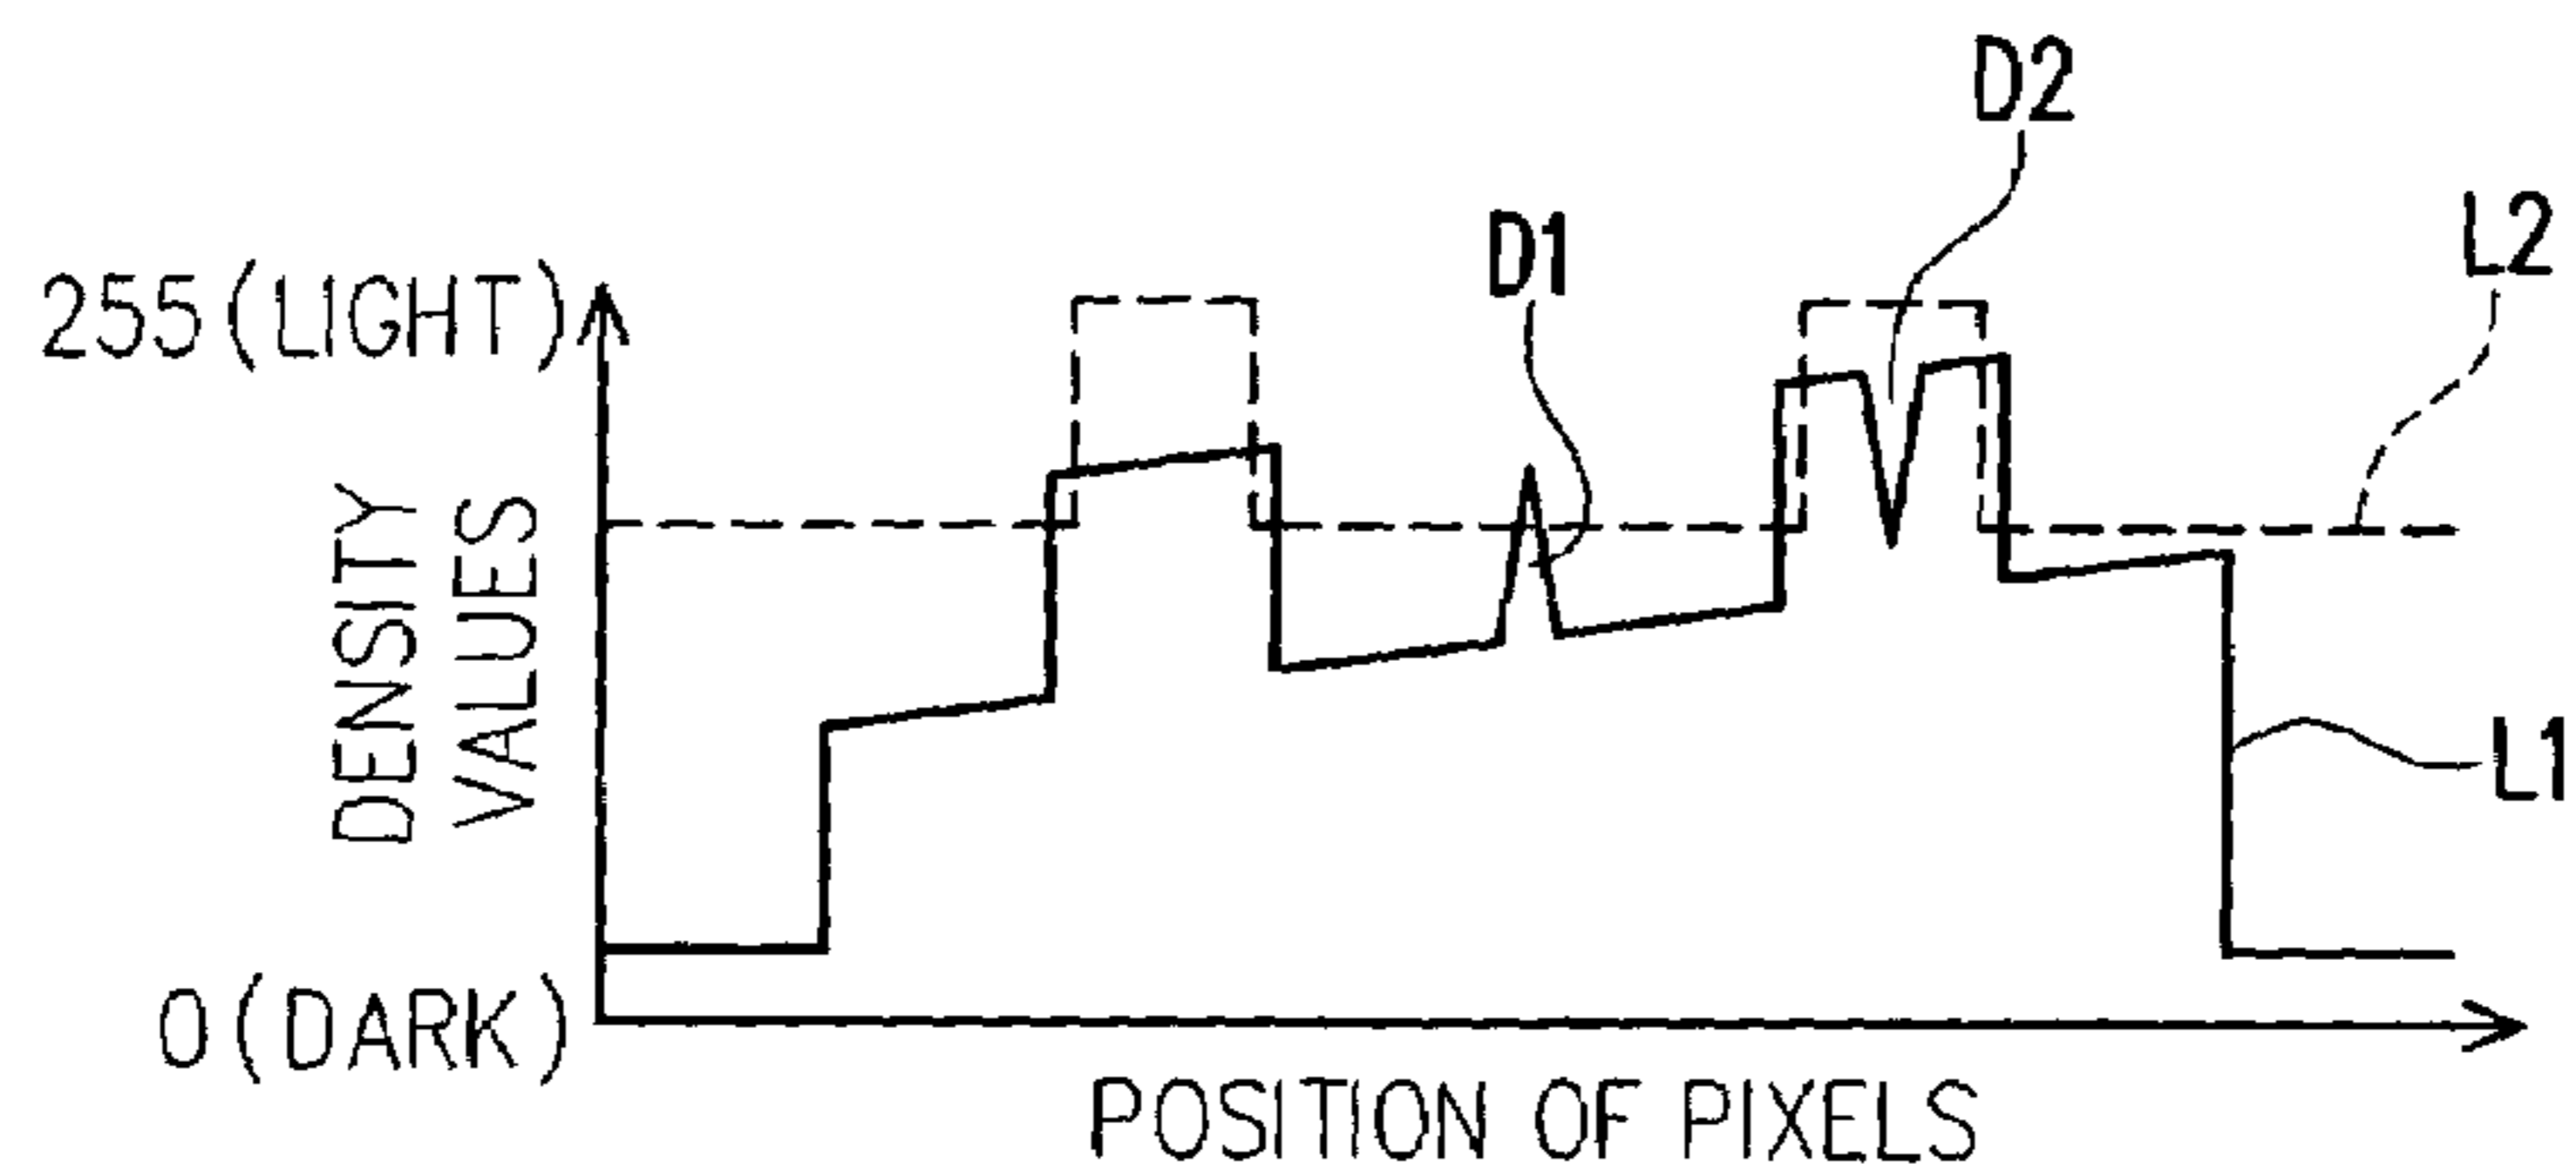 D2
D1
L2
255(LIGHT)
DENSITY
VALUES
L1
0(DARK)
POSITION OF PIXELS